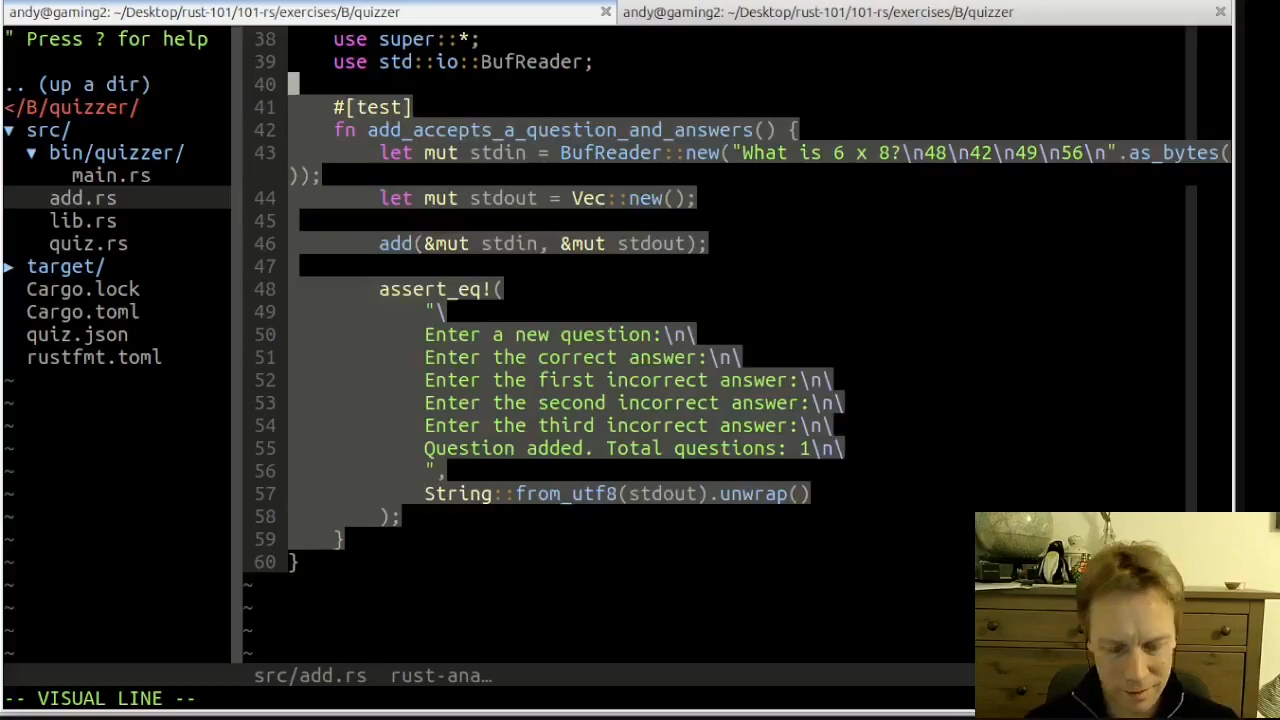 andy@gaming2: ~/Desktop/rust-101/101-rs/exercises/B/quizzer
andy@gaming2: ~/Desktop/rust-101/101-rs/exercises/B/quizzer
" Press ? for help
.. (up a dir)
</B/quizzer/
▼ src/
▼ bin/quizzer/
main.rs
add.rs
lib.rs
quiz.rs
▶ target/
Cargo.lock
Cargo.toml
quiz.json
rustfmt.toml
~
~
~
~
~
~
~
~
~
~
~
~
~
38 use super::*;
39 use std::io::BufReader;
40
41 #[test]
42 fn add_accepts_a_question_and_answers() {
43 let mut stdin = BufReader::new("What is 6 x 8?\n48\n42\n49\n56\n".as_bytes(
));
44 let mut stdout = Vec::new();
45
46 add(&mut stdin, &mut stdout);
47
48 assert_eq!(
49 "\
50 Enter a new question:\n\
51 Enter the correct answer:\n\
52 Enter the first incorrect answer:\n\
53 Enter the second incorrect answer:\n\
54 Enter the third incorrect answer:\n\
55 Question added. Total questions: 1\n\
56 ",
57 String::from_utf8(stdout).unwrap()
58 );
59 }
60 }
~
~
~
~
src/add.rs rust-ana…
-- VISUAL LINE --